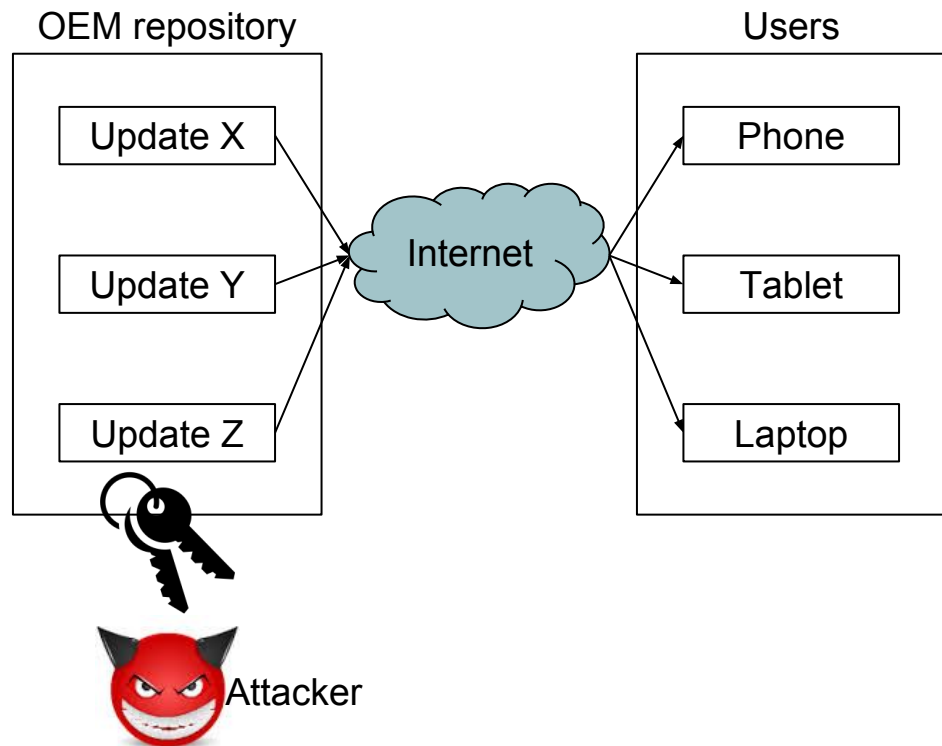 OEM repository
Users
Update X
Update Y
Update Z
Internet
Phone
Tablet
Laptop
Attacker